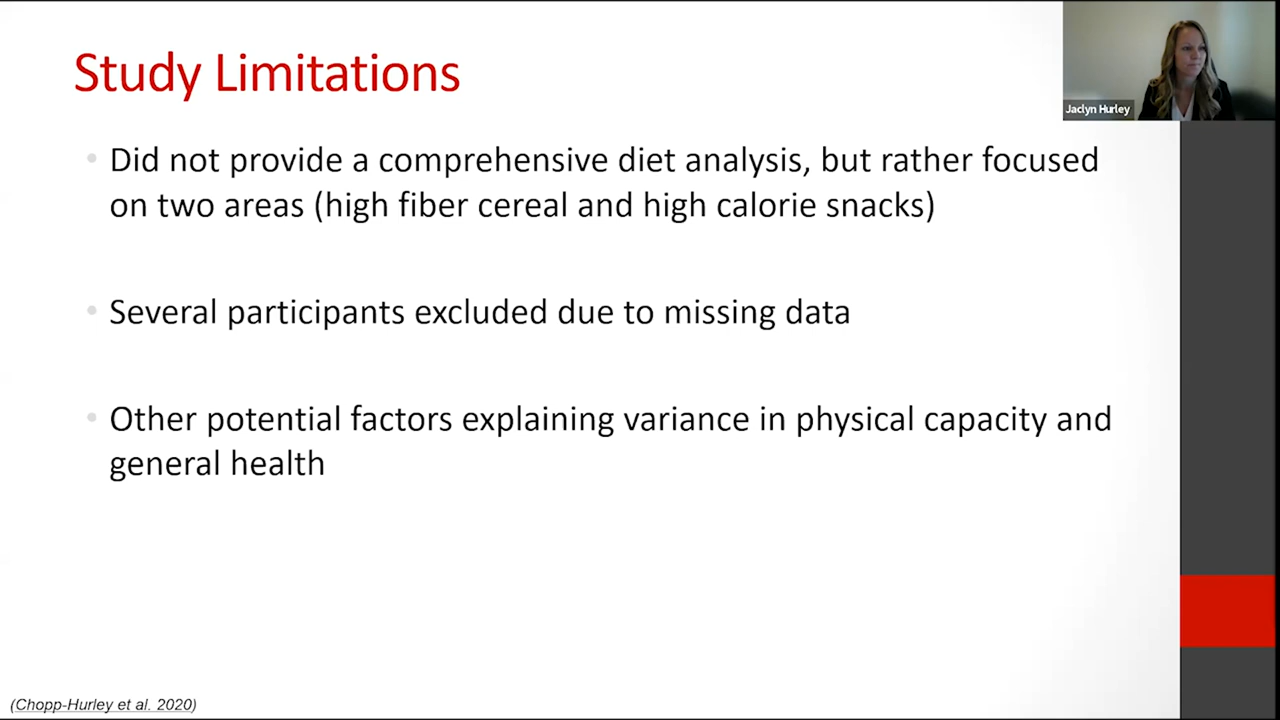 Study Limitations
Jaclyn Hurley
• Did not provide a comprehensive diet analysis, but rather focused
on two areas (high fiber cereal and high calorie snacks)
• Several participants excluded due to missing data
• Other potential factors explaining variance in physical capacity and
general health
(Chopp-Hurley et al. 2020)